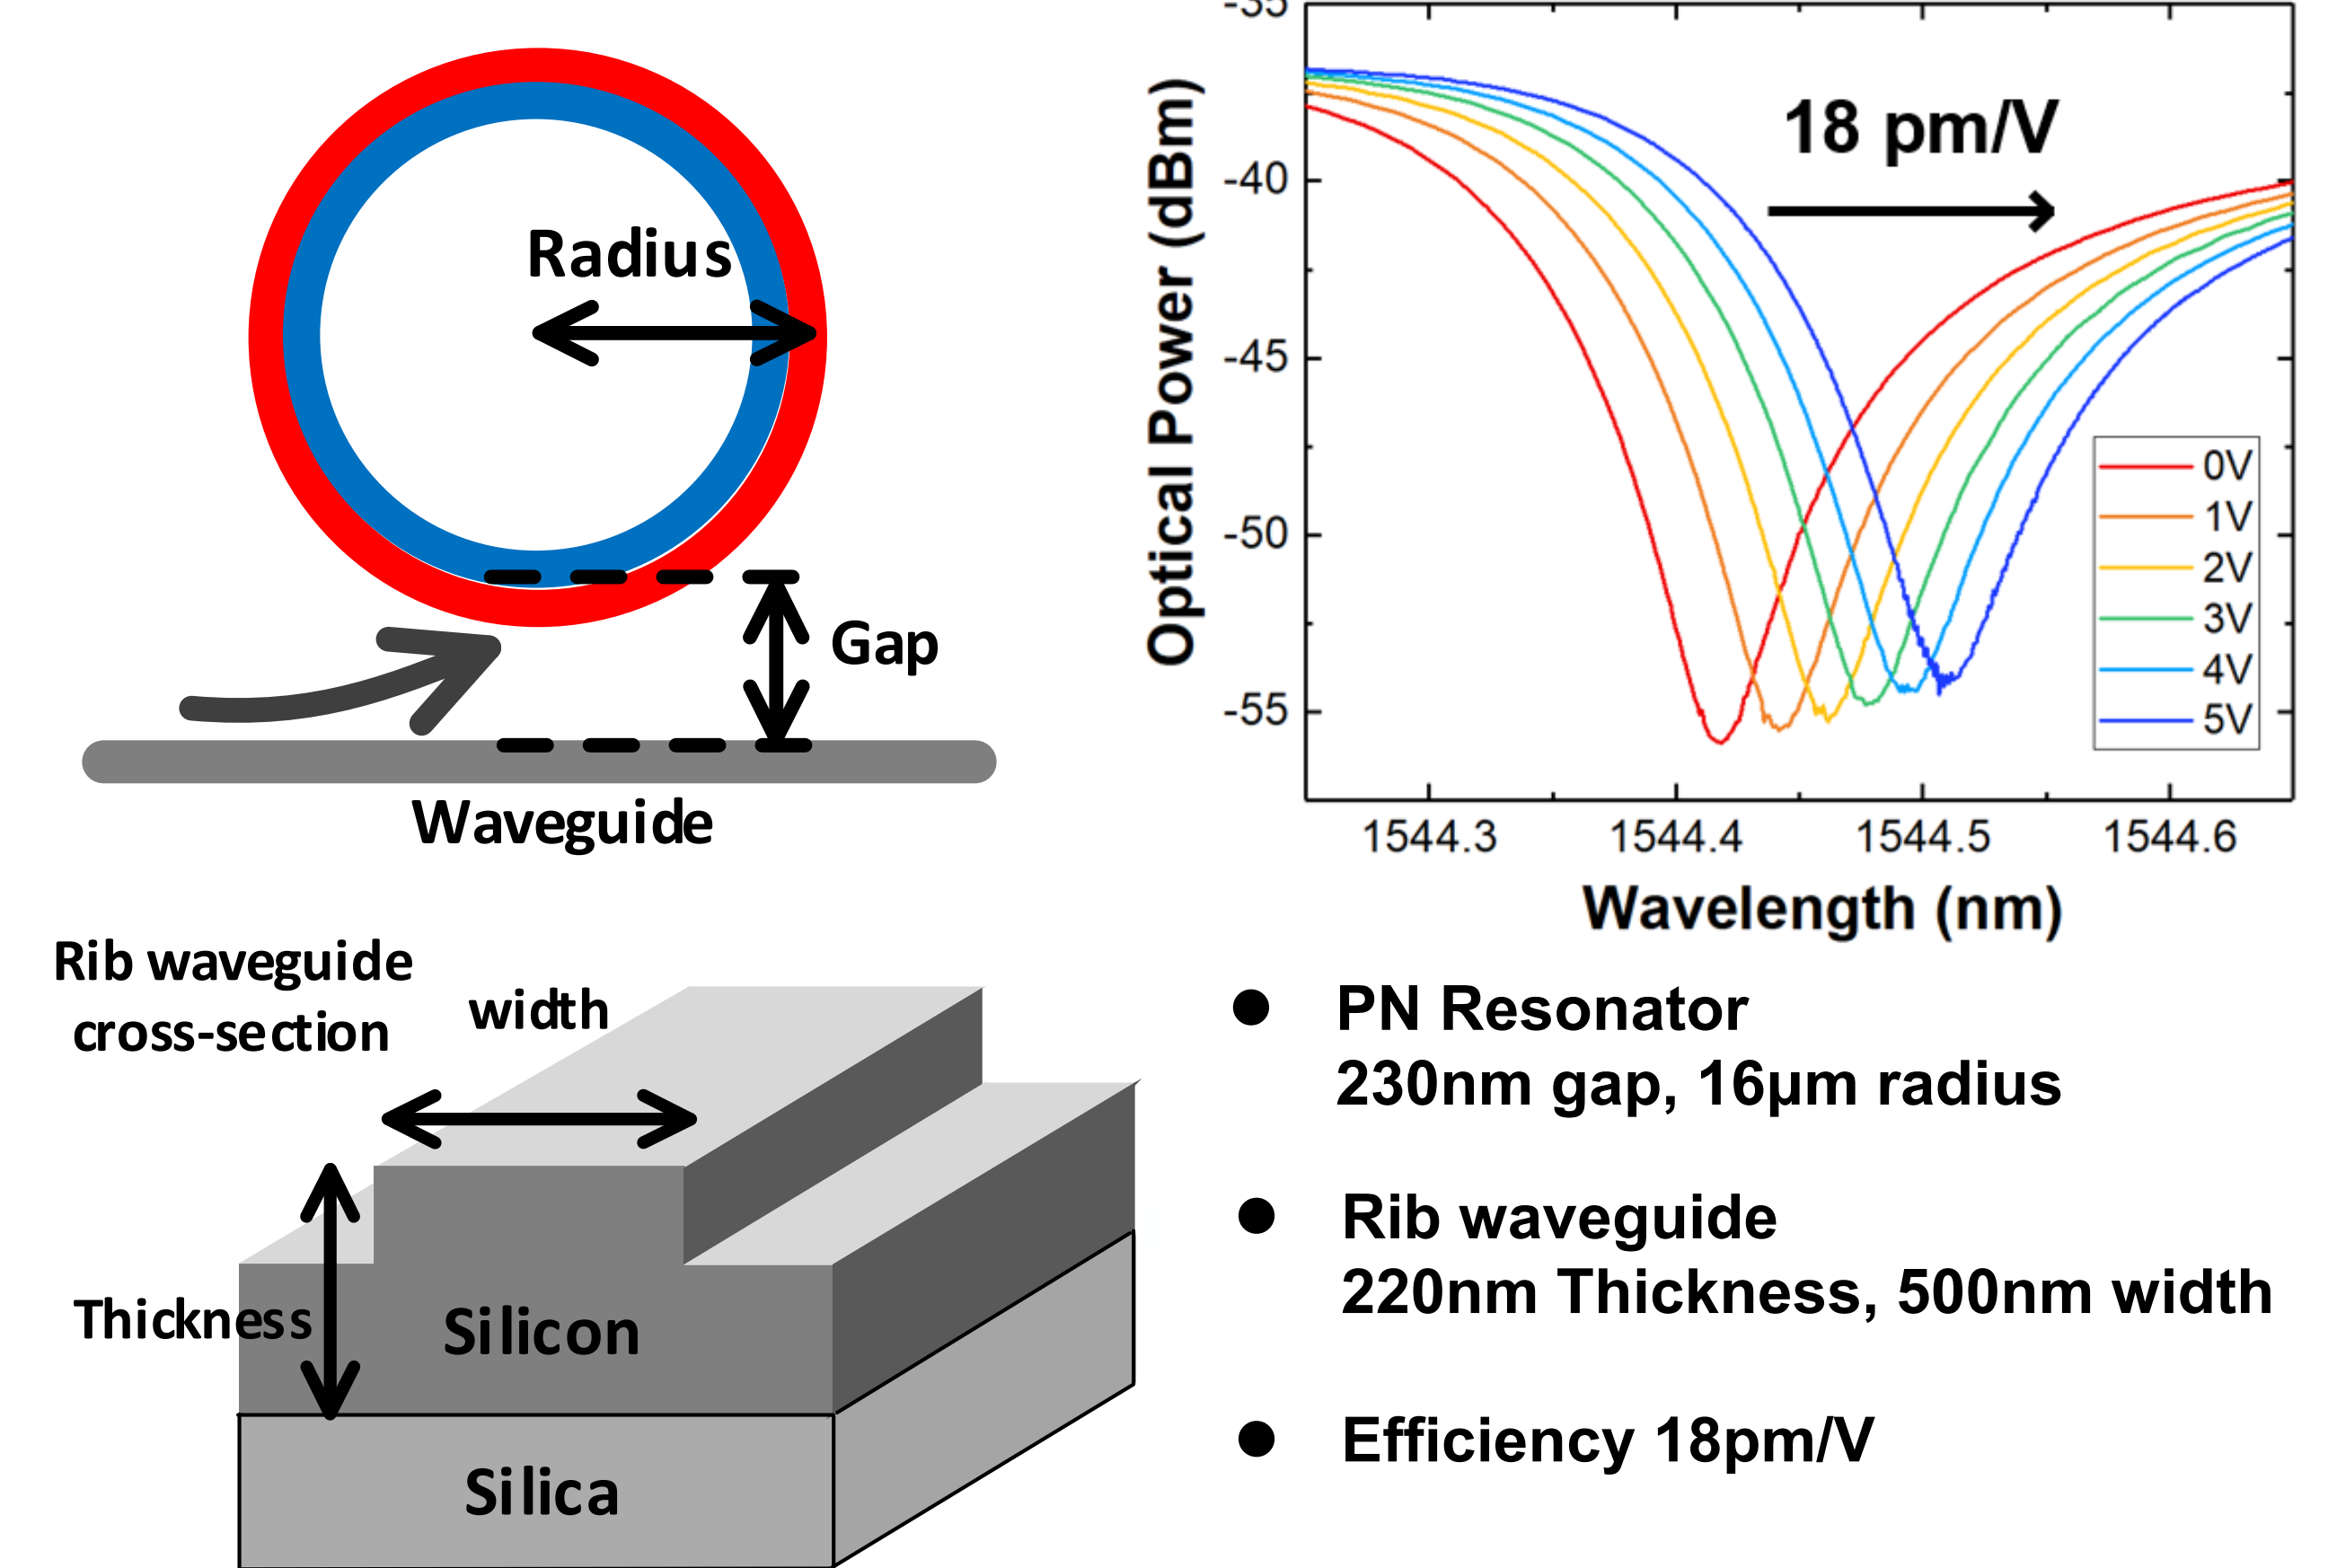 Radius
Gap
Waveguide
-35
-40
-45
-50
-55
Optical Power (dBm)
18 pm/V
0V
1V
2V
3V
4V
5V
1544.3
1544.4
1544.5
1544.6
Wavelength (nm)
Rib waveguide
cross-section
width
Thickness
Silicon
Silica
● PN Resonator
230nm gap, 16μm radius
● Rib waveguide
220nm Thickness, 500nm width
● Efficiency 18pm/V